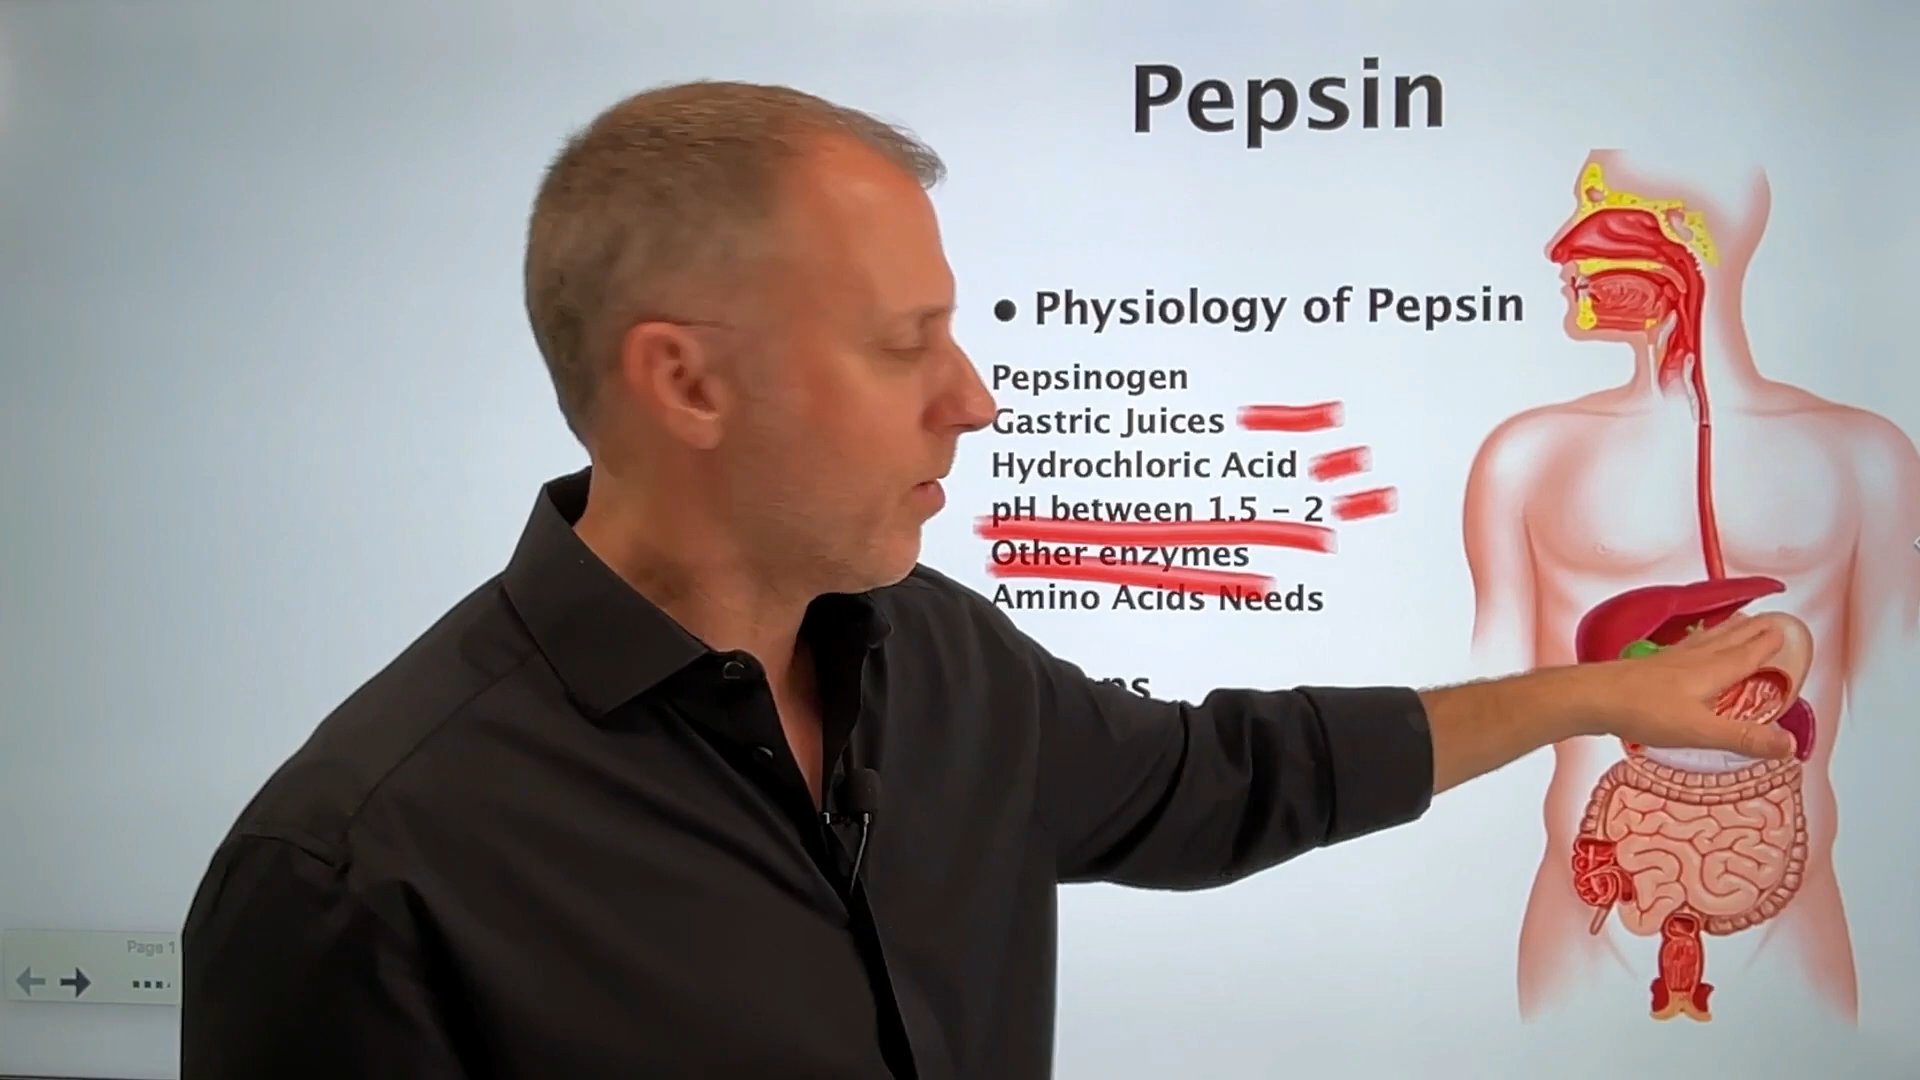 Pepsin
• Physiology of Pepsin
Pepsinogen
Gastric Juices
Hydrochloric Acid
pH between 1.5 – 2
Other enzymes
Amino Acids Needs
Page 1